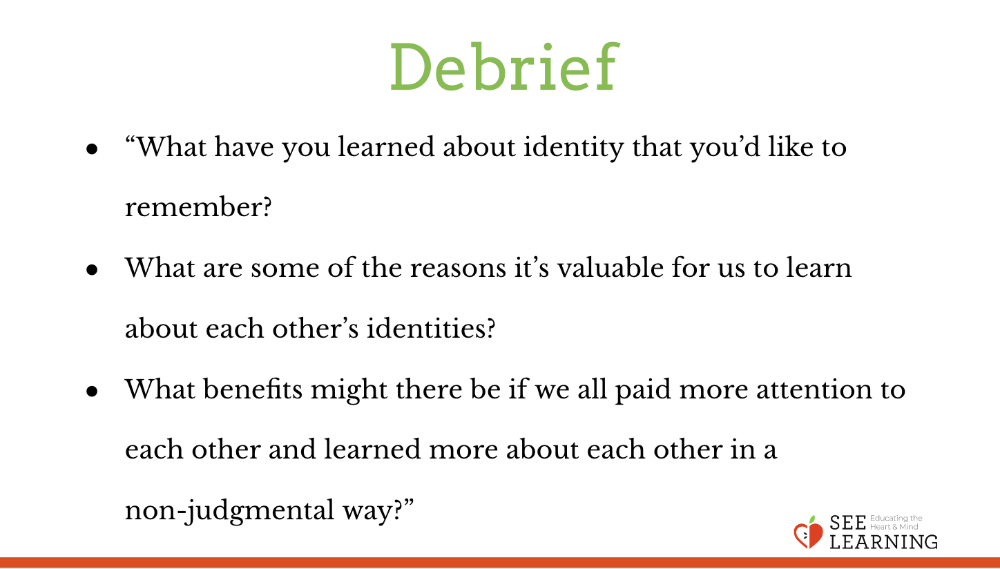 Debrief
● “What have you learned about identity that you’d like to
remember?
● What are some of the reasons it’s valuable for us to learn
about each other’s identities?
● What benefits might there be if we all paid more attention to
each other and learned more about each other in a
non-judgmental way?”
SEE Educating the
Heart & Mind
LEARNING